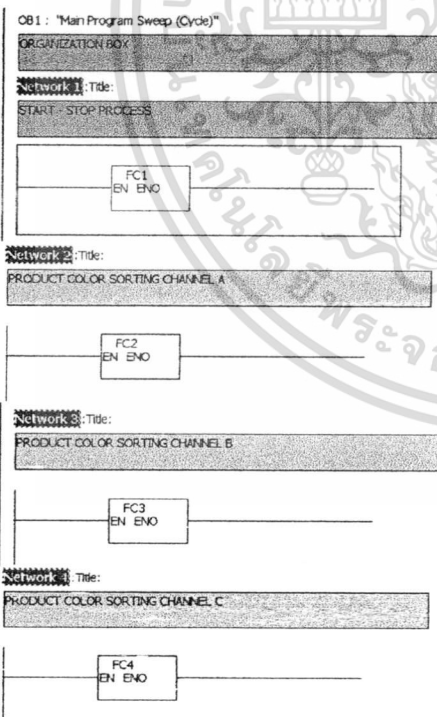 OB1 : "Main Program Sweep (Cycle)"
ORGANIZATION BOX
Network 1 : Title:
START - STOP PROCESS
FC1
EN ENO
Network 2 : Title:
PRODUCT COLOR SORTING CHANNEL A
FC2
EN ENO
Network 3 : Title:
PRODUCT COLOR SORTING CHANNEL B
FC3
EN ENO
Network 4 : Title:
PRODUCT COLOR SORTING CHANNEL C
FC4
EN ENO